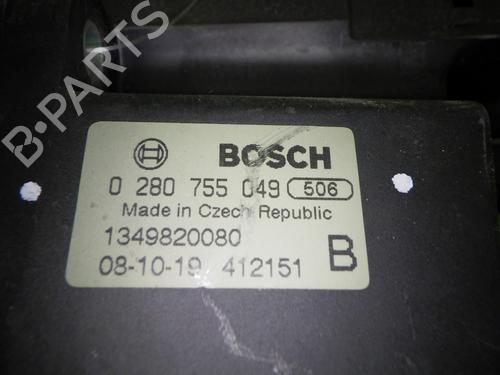 B-PARTS
BOSCH
0 280 755 049 506
Made in Czech Republic
1349820080
08-10-19 412151 B